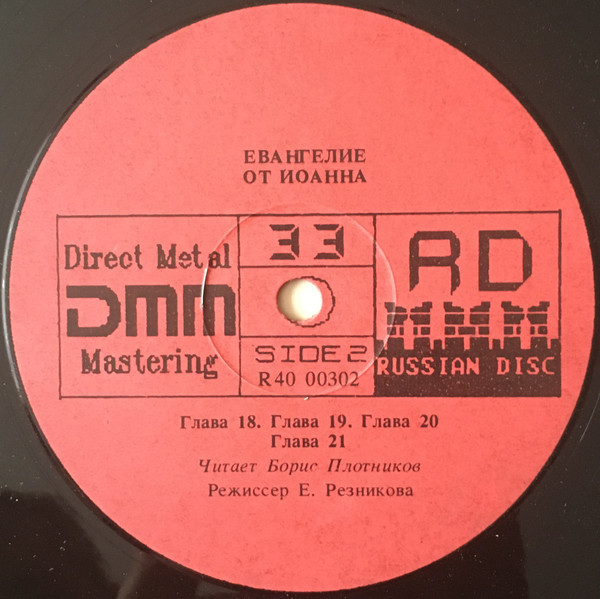 ЕВАНГЕЛИЕ
ОТ ИОАННА
Direct Metal
DMM
Mastering
33
SIDE 2
R40 00302
RD
RUSSIAN DISC
Глава 18. Глава 19. Глава 20
Глава 21
Читает Борис Плотников
Режиссер Е. Резникова